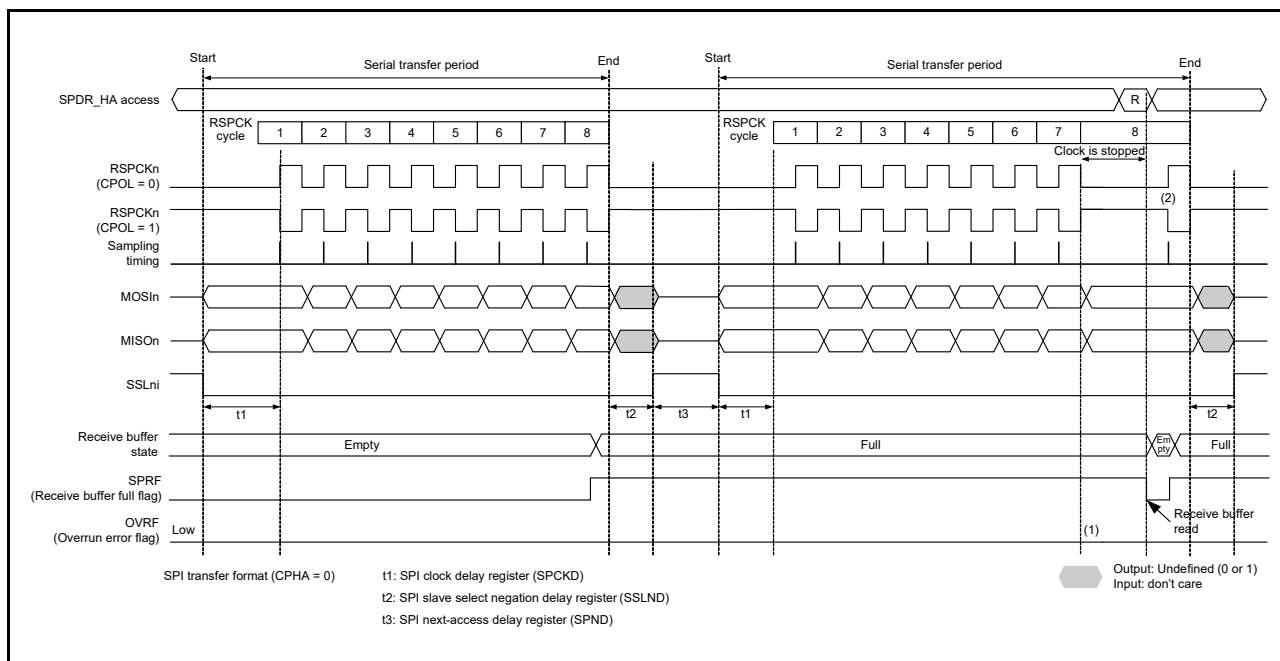 Start
Serial transfer period
End
Start
Serial transfer period
End
SPDR_HA access
R
RSPCK
cycle
1 2 3 4 5 6 7 8
RSPCK
cycle
1 2 3 4 5 6 7 8
Clock is stopped
RSPCKn
(CPOL = 0)
(2)
RSPCKn
(CPOL = 1)
Sampling
timing
MOSIn
MISOn
SSLni
t1
t2
t3
t1
t2
Receive buffer
state
Empty
Full
Em
pty
Full
SPRF
(Receive buffer full flag)
Receive buffer
read
OVRF
(Overrun error flag)
Low
(1)
SPI transfer format (CPHA = 0)
t1: SPI clock delay register (SPCKD)
t2: SPI slave select negation delay register (SSLND)
t3: SPI next-access delay register (SPND)
Output: Undefined (0 or 1)
Input: don't care